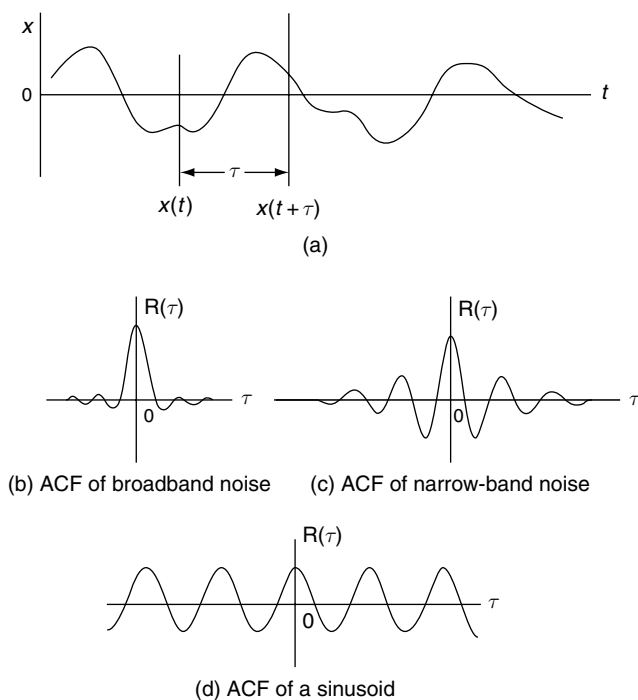 x
0
t
τ
x(t)
x(t + τ)
(a)
R(τ)
τ
0
(b) ACF of broadband noise
R(τ)
τ
0
(c) ACF of narrow-band noise
R(τ)
τ
0
(d) ACF of a sinusoid